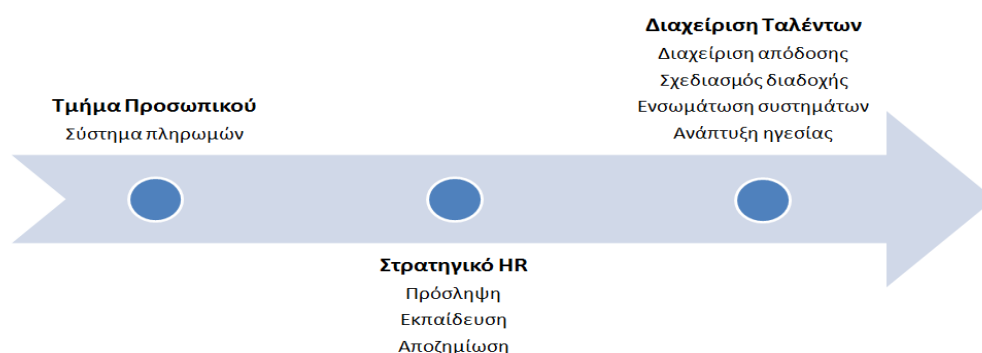 Τμήμα Προσωπικού
Σύστημα πληρωμών
Στρατηγικό HR
Πρόσληψη
Εκπαίδευση
Αποζημίωση
Διαχείριση Ταλέντων
Διαχείριση απόδοσης
Σχεδιασμός διαδοχής
Ενσωμάτωση συστημάτων
Ανάπτυξη ηγεσίας